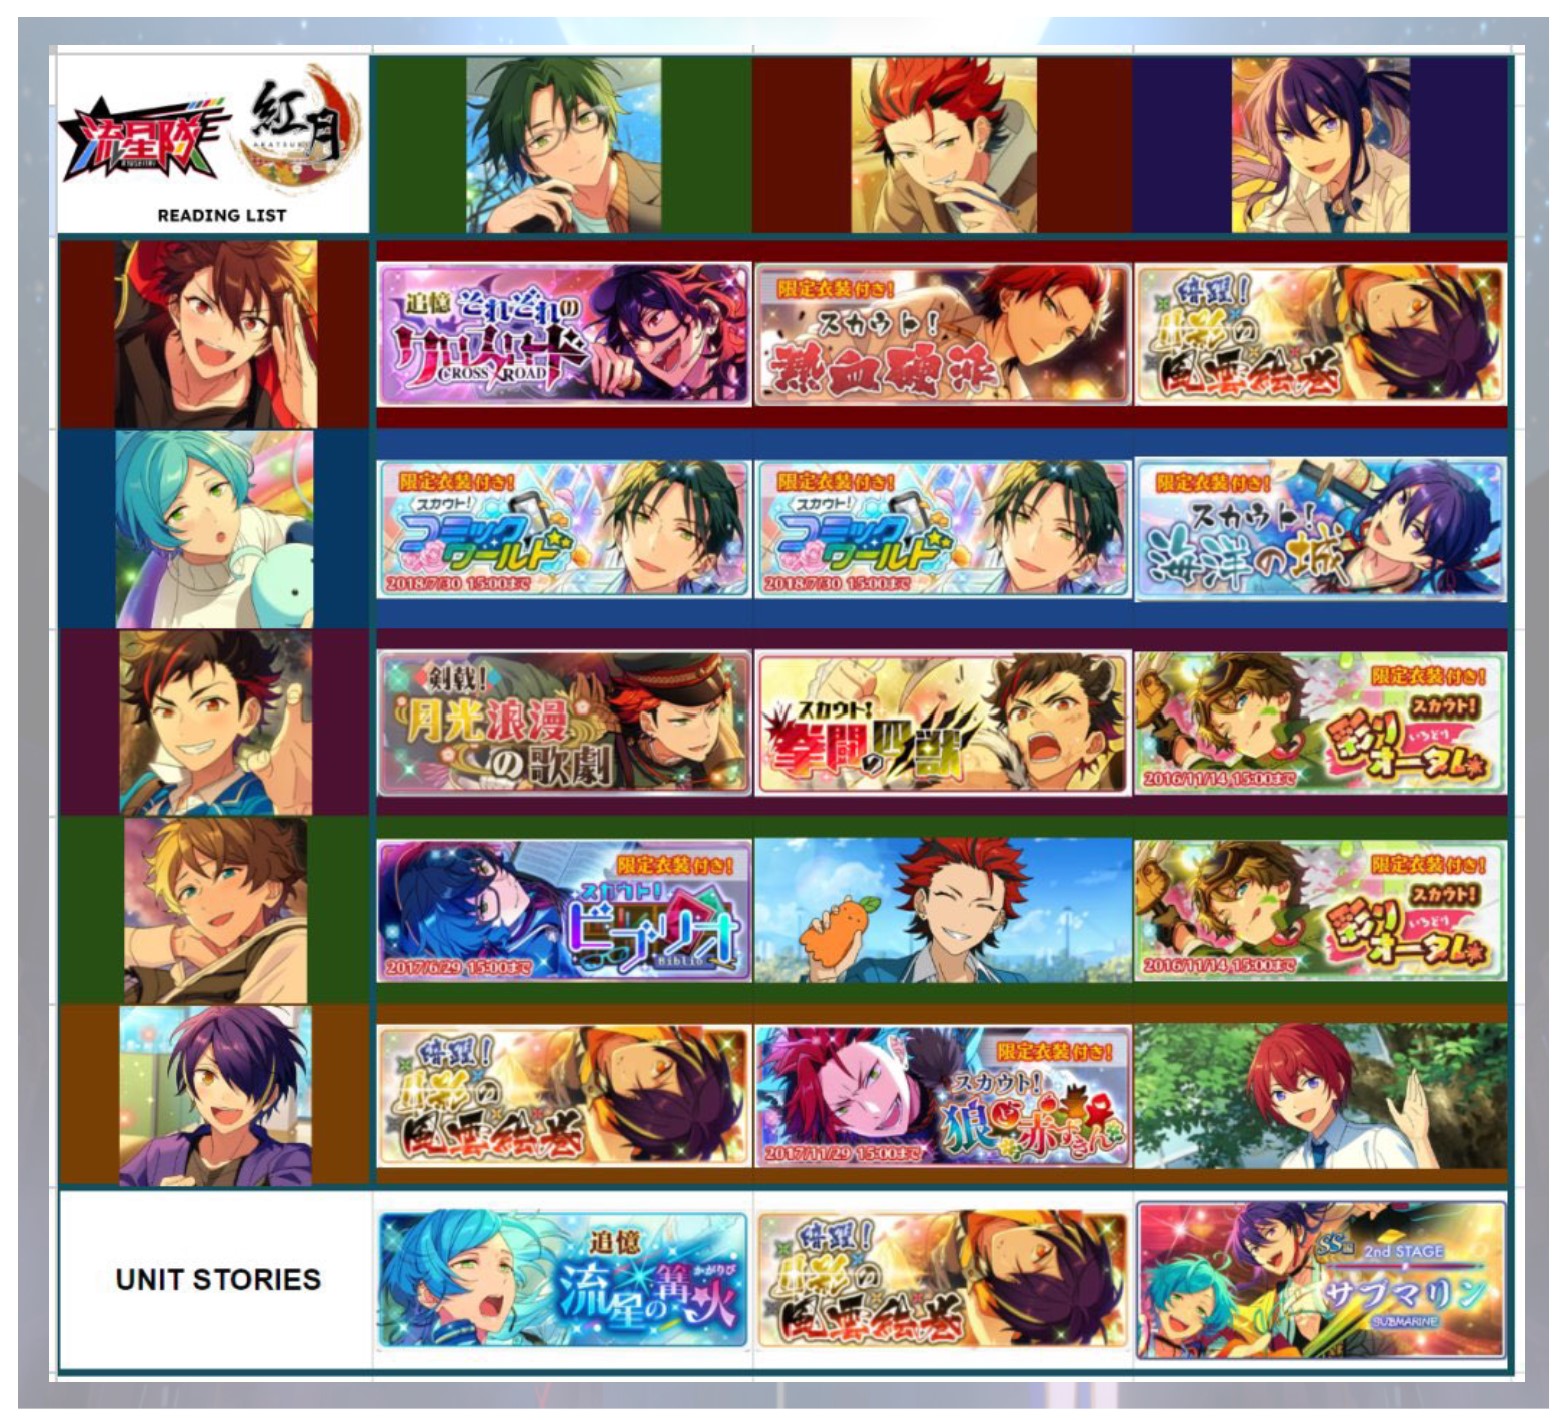 流星隊
紅月
AKATSUKI
READING LIST
追憶 それぞれの
クロスロード
CROSS ROAD
限定衣装付き!
スカウト!
熱血硬派
絢爛!
出影の
風雲絵巻
限定衣装付き!
スカウト!
コミック
ワールド
2018/7/30 15:00まで
限定衣装付き!
スカウト!
コミック
ワールド
2018/7/30 15:00まで
限定衣装付き!
スカウト!
海洋の城
剣戟!
月光浪漫
の歌劇
スカウト!
拳闘の四獣
限定衣装付き!
スカウト!
彩り
いろどり
オータム
2016/11/14 15:00まで
限定衣装付き!
スカウト!
ビブリオ
Biblio
2017/6/29 15:00まで
限定衣装付き!
スカウト!
彩り
いろどり
オータム
2016/11/14 15:00まで
風雲絵巻
限定衣装付き!
スカウト!
狼と赤ずきん
2017/11/29 15:00まで
UNIT STORIES
追憶
流星の篝火
かがりび
風雲絵巻
SS編 2nd STAGE
サブマリン
SUBMARINE